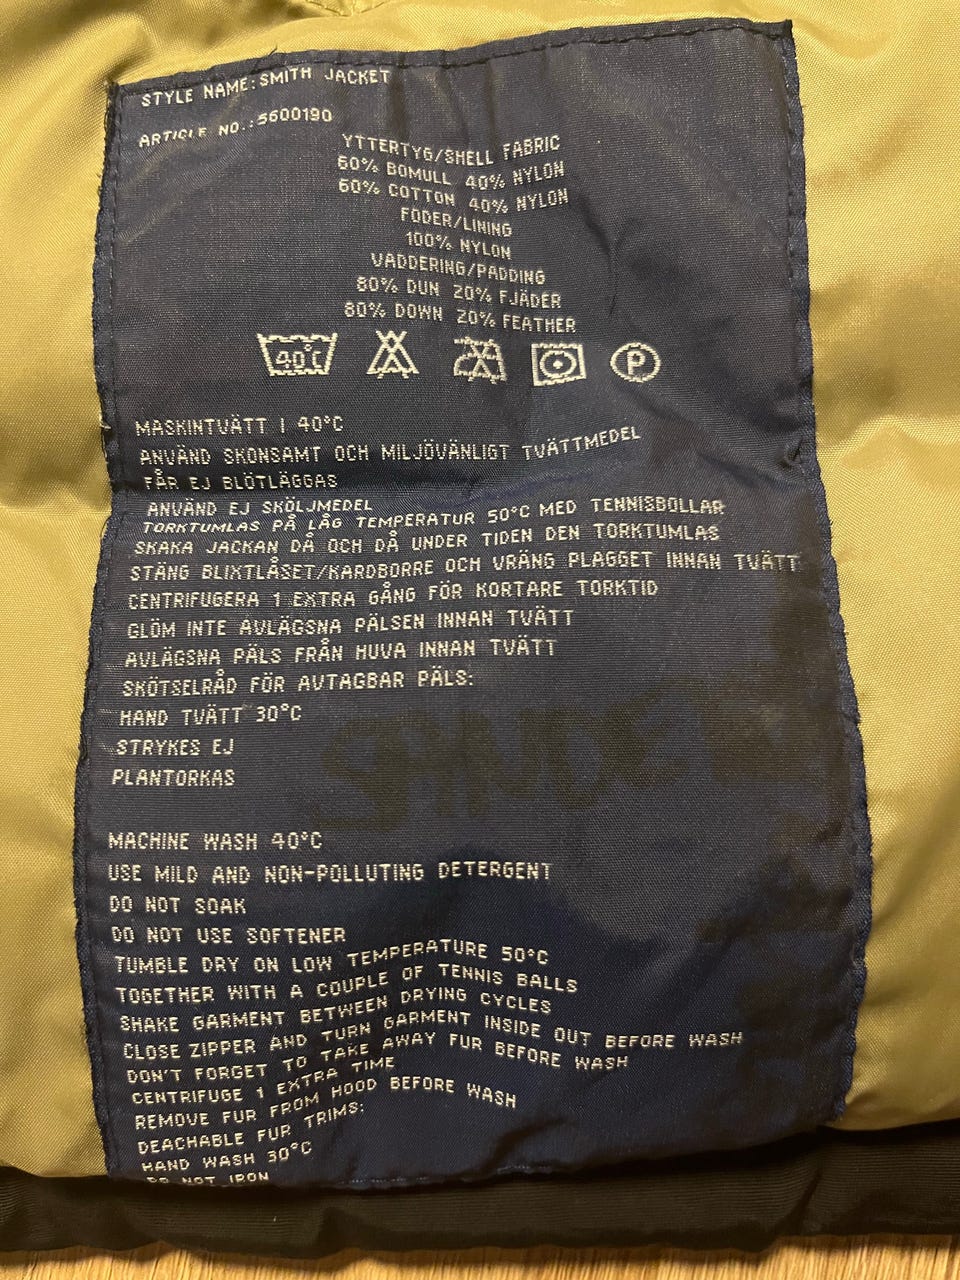 STYLE NAME: SMITH JACKET
ARTICLE NO.: 5600190
YTTERTYG/SHELL FABRIC
60% BOMULL 40% NYLON
60% COTTON 40% NYLON
FODER/LINING
100% NYLON
VADDERING/PADDING
80% DUN 20% FJÄDER
80% DOWN 20% FEATHER
40°C P
MASKINTVÄTT I 40°C
ANVÄND SKONSAMT OCH MILJÖVÄNLIGT TVÄTTMEDEL
FÅR EJ BLÖTLÄGGAS
ANVÄND EJ SKÖLJMEDEL
TORKTUMLAS PÅ LÅG TEMPERATUR 50°C MED TENNISBOLLAR
SKAKA JACKAN DÅ OCH DÅ UNDER TIDEN DEN TORKTUMLAS
STÄNG BLIXTLÅSET/KARDBORRE OCH VRÄNG PLAGGET INNAN TVÄTT
CENTRIFUGERA 1 EXTRA GÅNG FÖR KORTARE TORKTID
GLÖM INTE AVLÄGSNA PÄLSEN INNAN TVÄTT
AVLÄGSNA PÄLS FRÅN HUVA INNAN TVÄTT
SKÖTSELRÅD FÖR AVTAGBAR PÄLS:
HAND TVÄTT 30°C
STRYKES EJ
PLANTORKAS
MACHINE WASH 40°C
USE MILD AND NON-POLLUTING DETERGENT
DO NOT SOAK
DO NOT USE SOFTENER
TUMBLE DRY ON LOW TEMPERATURE 50°C
TOGETHER WITH A COUPLE OF TENNIS BALLS
SHAKE GARMENT BETWEEN DRYING CYCLES
CLOSE ZIPPER AND TURN GARMENT INSIDE OUT BEFORE WASH
DON'T FORGET TO TAKE AWAY FUR BEFORE WASH
CENTRIFUGE 1 EXTRA TIME
REMOVE FUR FROM HOOD BEFORE WASH
DEACHABLE FUR TRIMS:
HAND WASH 30°C
DO NOT IRON